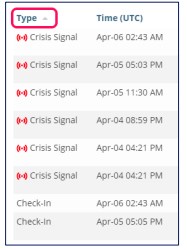 Type Time (UTC)
Crisis Signal Apr-06 02:43 AM
Crisis Signal Apr-05 05:03 PM
Crisis Signal Apr-05 11:30 AM
Crisis Signal Apr-04 08:59 PM
Crisis Signal Apr-04 04:21 PM
Crisis Signal Apr-04 04:21 PM
Check-In Apr-06 02:43 AM
Check-In Apr-05 05:05 PM